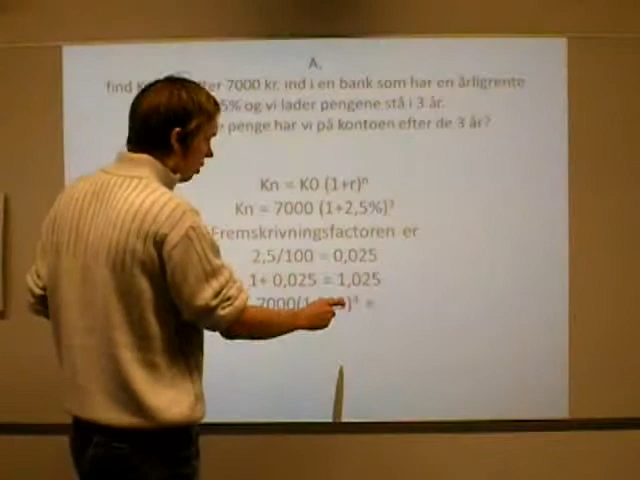 A.
find tter 7000 kr. ind i en bank som har en årligrente
5% og vi lader pengene stå i 3 år.
penge har vi på kontoen efter de 3 år?
Kn = K0 (1+r)ⁿ
Kn = 7000 (1+2,5%)³
Fremskrivningsfactoren er
2,5/100 = 0,025
1+ 0,025 = 1,025
7000(1 )³ =